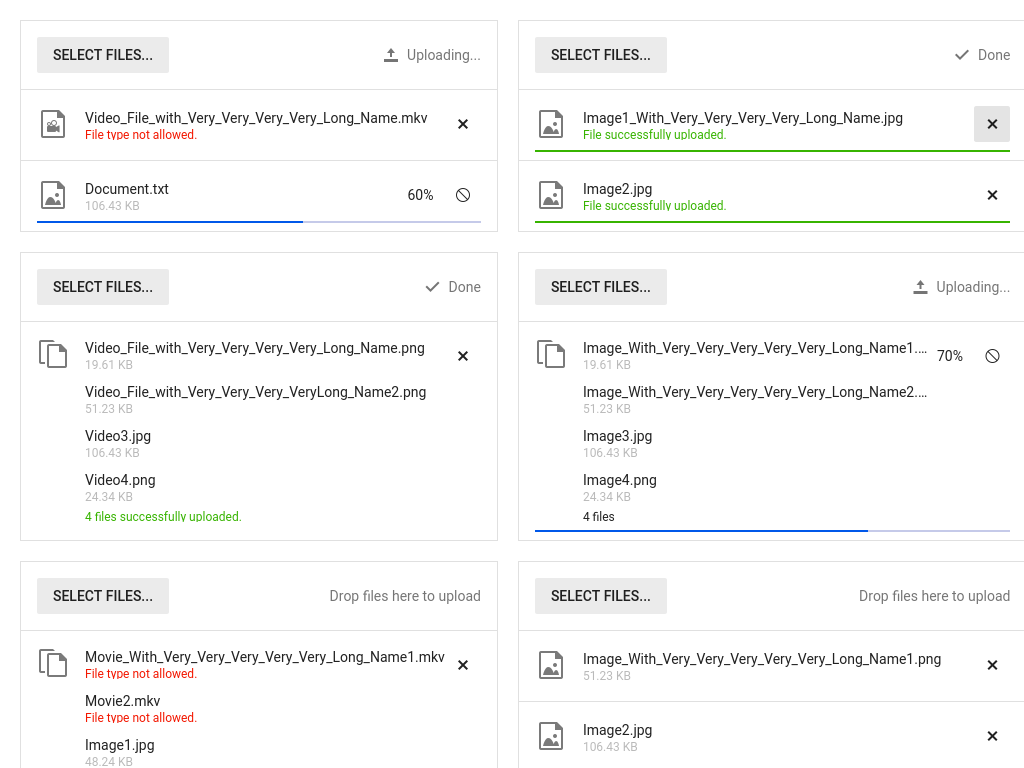 SELECT FILES...
Uploading...
Video_File_with_Very_Very_Very_Very_Long_Name.mkv
File type not allowed.
Document.txt
106.43 KB
60%
SELECT FILES...
Done
Image1_With_Very_Very_Very_Very_Long_Name.jpg
File successfully uploaded.
Image2.jpg
File successfully uploaded.
SELECT FILES...
Done
Video_File_with_Very_Very_Very_Very_Long_Name.png
19.61 KB
Video_File_with_Very_Very_Very_VeryLong_Name2.png
51.23 KB
Video3.jpg
106.43 KB
Video4.png
24.34 KB
4 files successfully uploaded.
SELECT FILES...
Uploading...
Image_With_Very_Very_Very_Very_Very_Long_Name1....
19.61 KB
70%
Image_With_Very_Very_Very_Very_Very_Long_Name2....
51.23 KB
Image3.jpg
106.43 KB
Image4.png
24.34 KB
4 files
SELECT FILES...
Drop files here to upload
Movie_With_Very_Very_Very_Very_Very_Long_Name1.mkv
File type not allowed.
Movie2.mkv
File type not allowed.
Image1.jpg
48.24 KB
SELECT FILES...
Drop files here to upload
Image_With_Very_Very_Very_Very_Very_Long_Name1.png
51.23 KB
Image2.jpg
106.43 KB